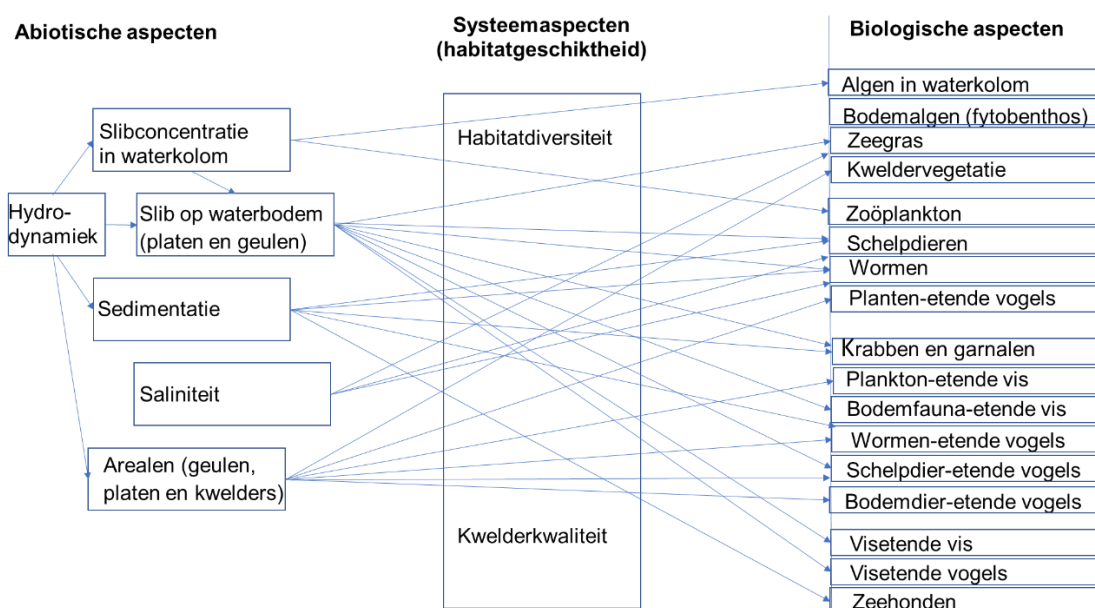 Abiotische aspecten
Systeemaspecten
(habitatgeschiktheid)
Biologische aspecten
Slibconcentratie
in waterkolom
Hydro-
dynamiek
Slib op waterbodem
(platen en geulen)
Sedimentatie
Saliniteit
Arealen (geulen,
platen en kwelders)
Habitatdiversiteit
Kwelderkwaliteit
Algen in waterkolom
Bodemalgen (fytobenthos)
Zeegras
Kweldervegetatie
Zoöplankton
Schelpdieren
Wormen
Planten-etende vogels
Krabben en garnalen
Plankton-etende vis
Bodemfauna-etende vis
Wormen-etende vogels
Schelpdier-etende vogels
Bodemdier-etende vogels
Visetende vis
Visetende vogels
Zeehonden